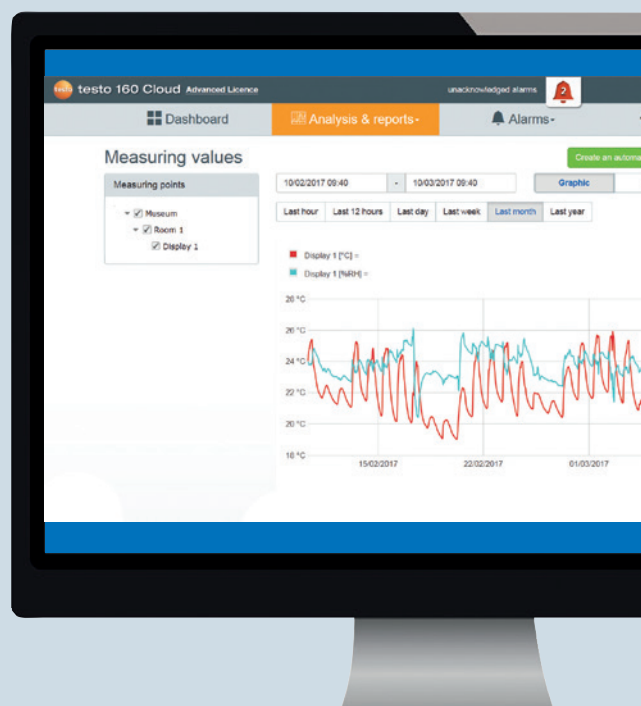 testo
testo 160 Cloud Advanced Licence
unacknowledged alarms
2
Dashboard
Analysis & reports
Alarms
Measuring values
Create an automa
Measuring points
Museum
Room 1
Display 1
10/02/2017 09:40 - 10/03/2017 09:40
Graphic
Last hour Last 12 hours Last day Last week Last month Last year
Display 1 [°C] =
Display 1 [%RH] =
28 °C
26 °C
24 °C
22 °C
20 °C
18 °C
15/02/2017 22/02/2017 01/03/2017